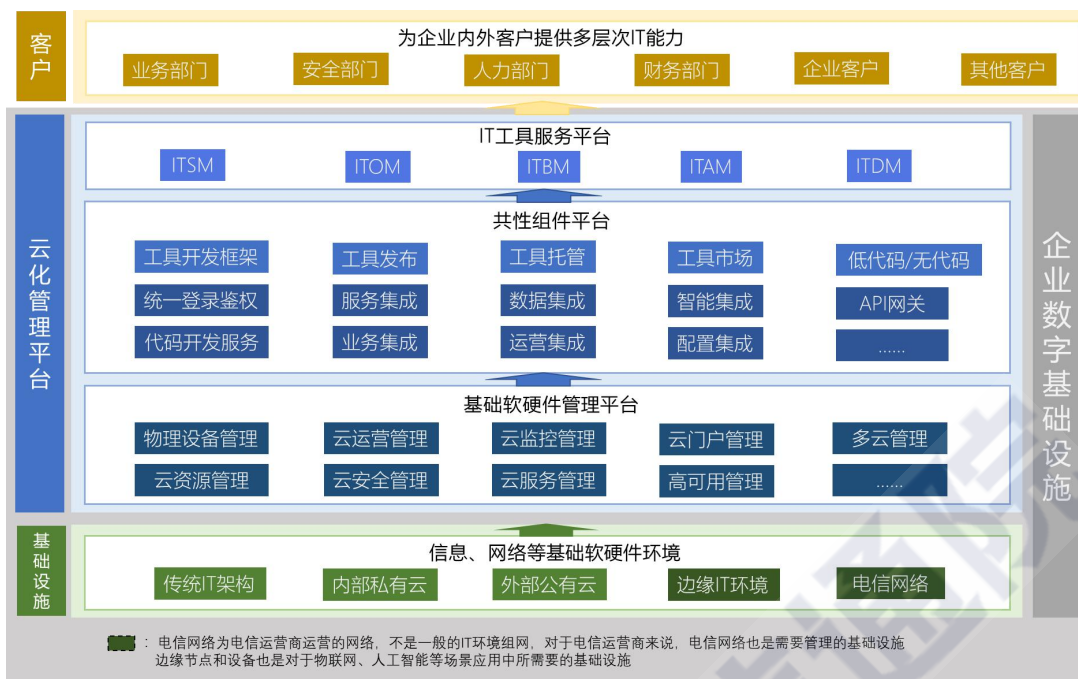 客户
为企业内外客户提供多层次IT能力
业务部门 安全部门 人力部门 财务部门 企业客户 其他客户
云化管理平台
IT工具服务平台
ITSM ITOM ITBM ITAM ITDM
共性组件平台
工具开发框架 工具发布 工具托管 工具市场 低代码/无代码
统一登录鉴权 服务集成 数据集成 智能集成 API网关
代码开发服务 业务集成 运营集成 配置集成 ......
基础软硬件管理平台
物理设备管理 云运营管理 云监控管理 云门户管理 多云管理
云资源管理 云安全管理 云服务管理 高可用管理 ......
企业数字基础设施
基础设施
信息、网络等基础软硬件环境
传统IT架构 内部私有云 外部公有云 边缘IT环境 电信网络
：电信网络为电信运营商运营的网络，不是一般的IT环境组网，对于电信运营商来说，电信网络也是需要管理的基础设施
边缘节点和设备也是对于物联网、人工智能等场景应用中所需要的基础设施
通院